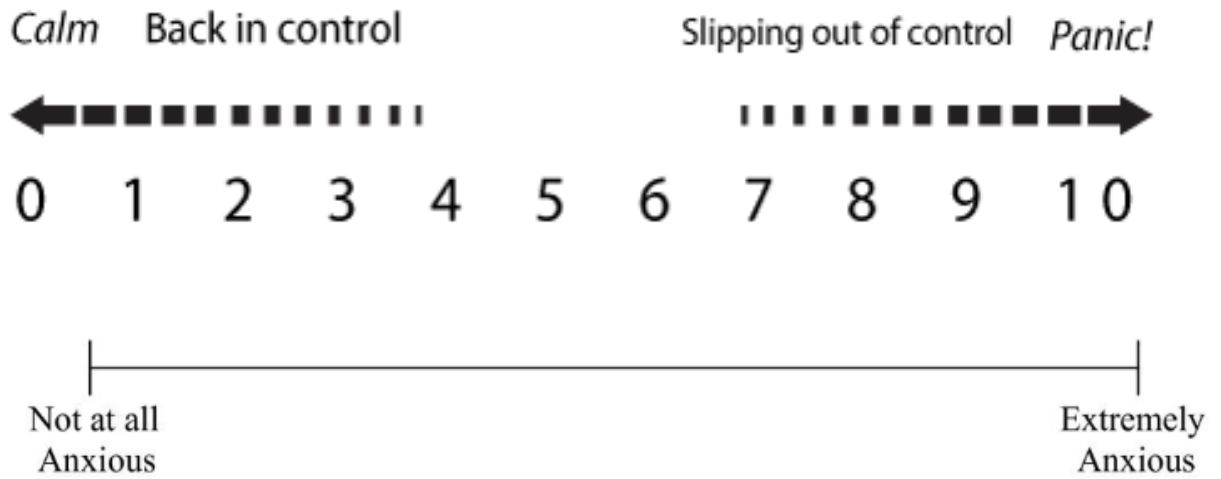 Calm Back in control Slipping out of control Panic!
0 1 2 3 4 5 6 7 8 9 10
Not at all Extremely
Anxious Anxious